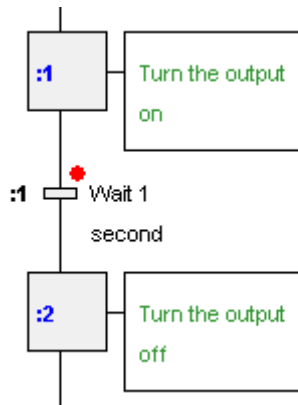 :1
Turn the output
on
:1
Wait 1
second
:2
Turn the output
off